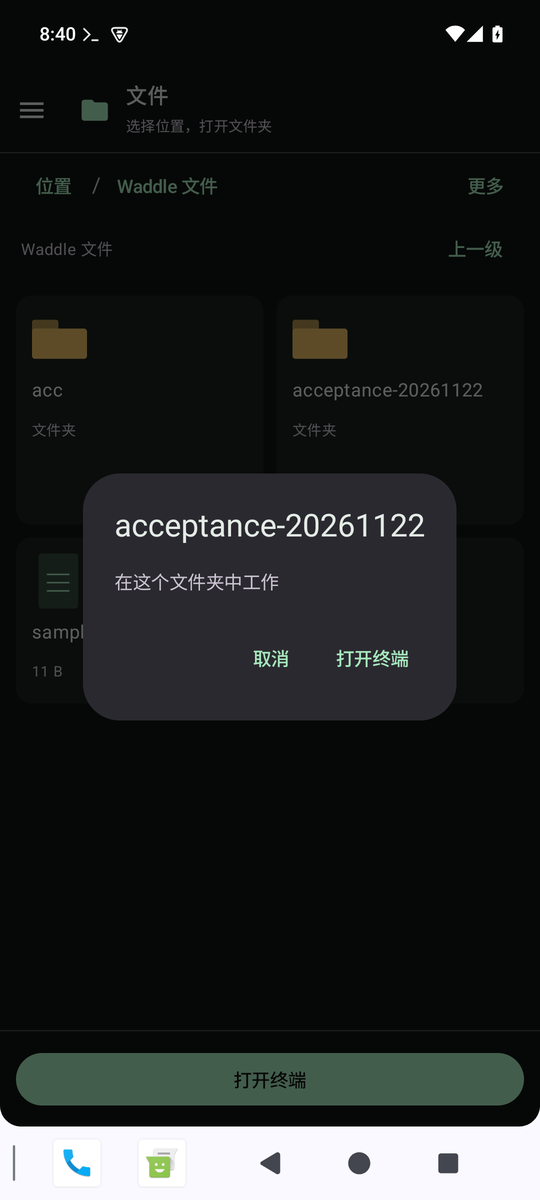 8:40
文件
选择位置，打开文件夹
位置 / Waddle 文件 更多
Waddle 文件 上一级
acc acceptance-20261122
文件夹 文件夹
acceptance-20261122
在这个文件夹中工作
取消 打开终端
sampl
11 B
打开终端